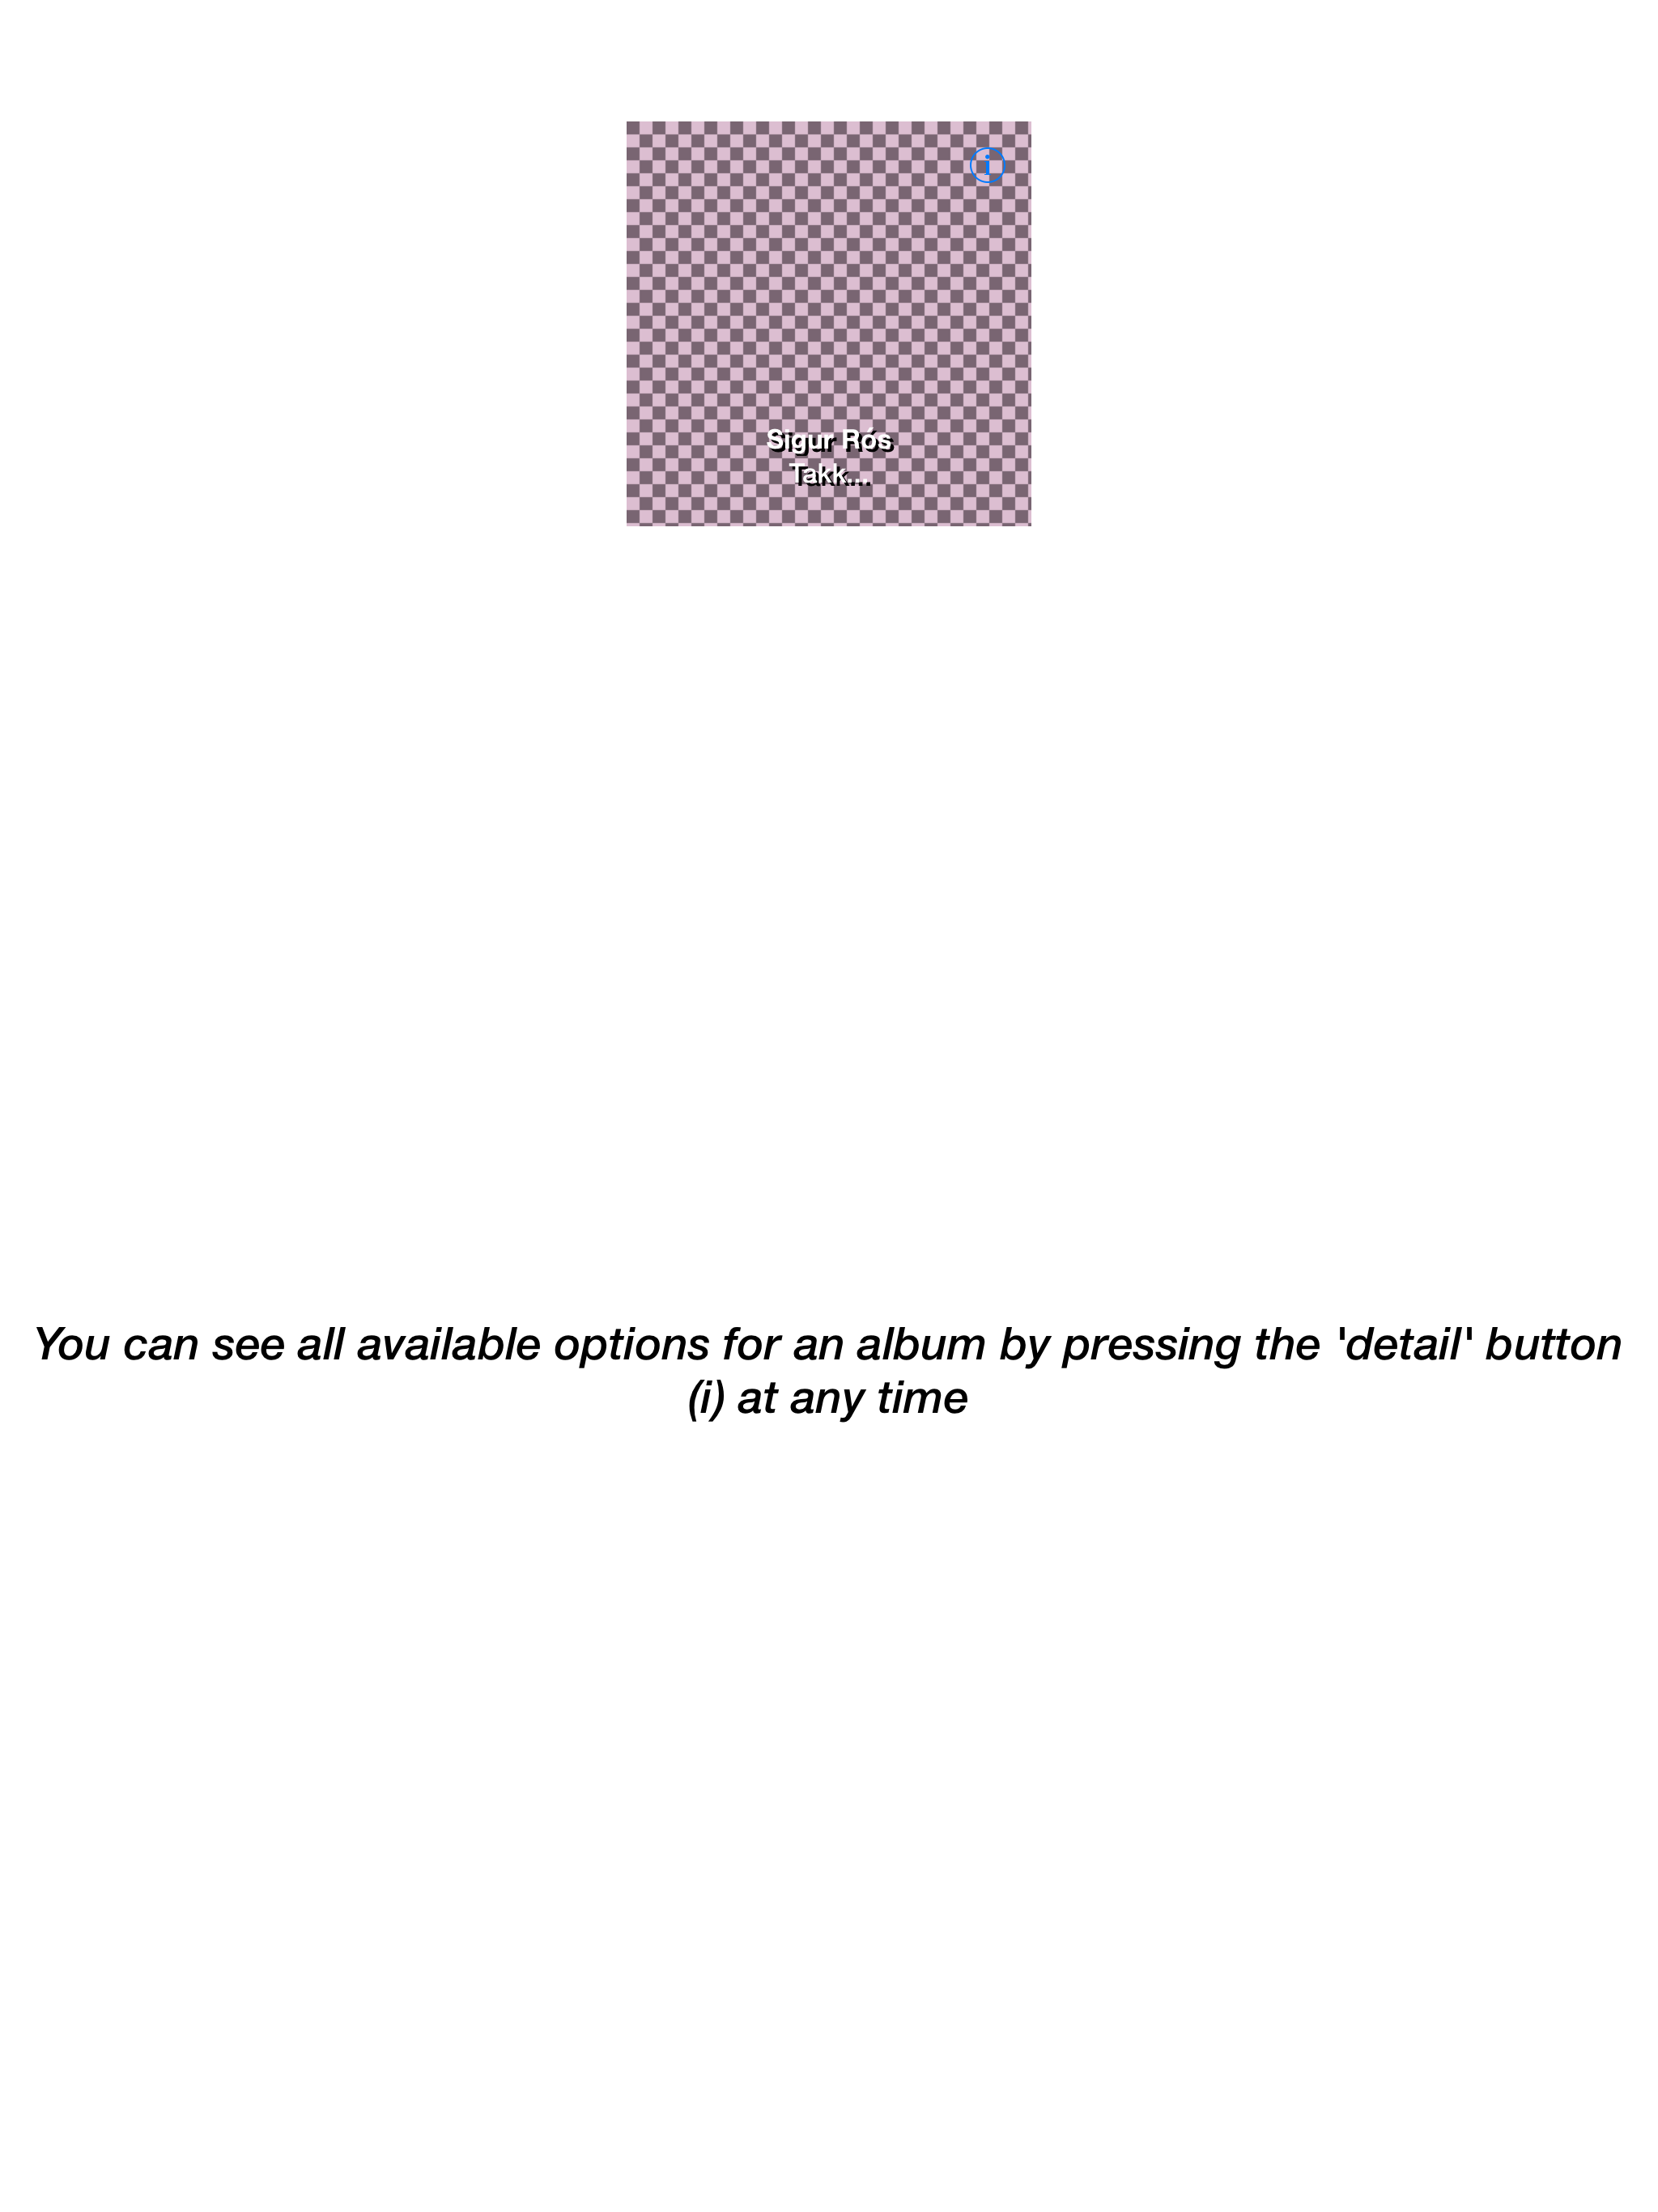 i
Sigur Rós
Takk...
You can see all available options for an album by pressing the 'detail' button
(i) at any time